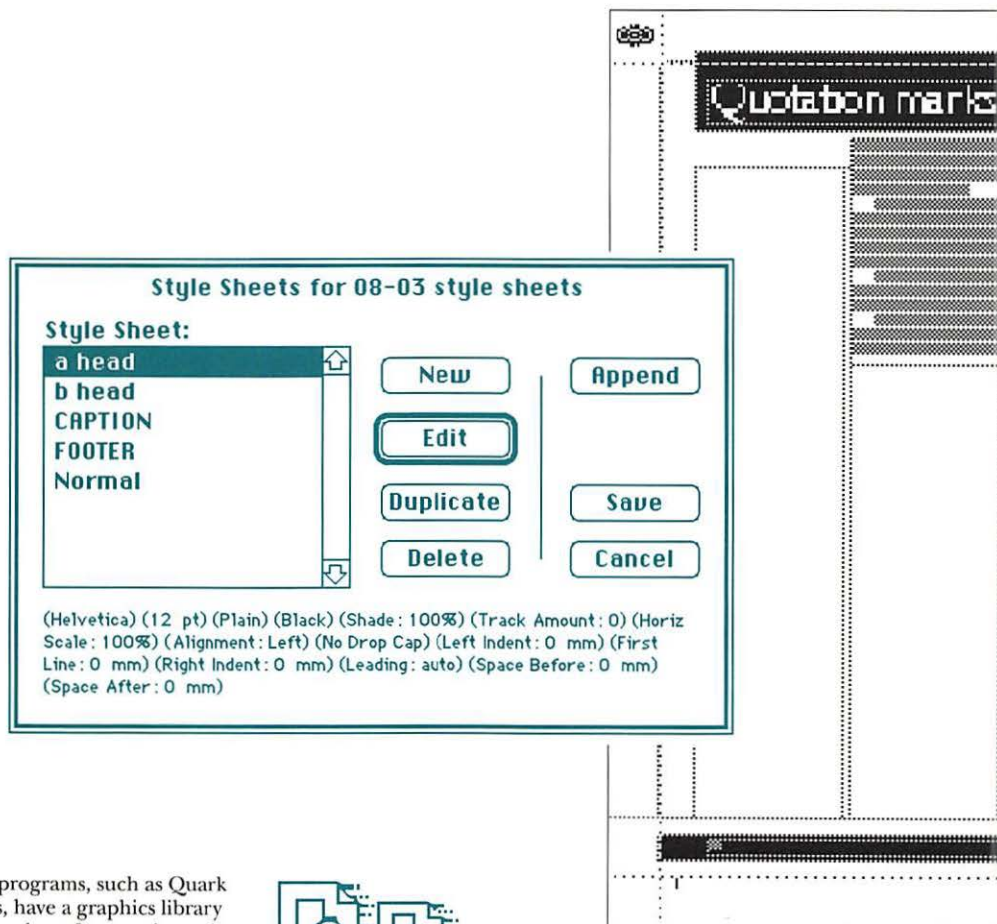 Quotation marks
Style Sheets for 08-03 style sheets
Style Sheet:
a head
b head
CAPTION
FOOTER
Normal
New
Append
Edit
Duplicate
Save
Delete
Cancel
(Helvetica) (12 pt) (Plain) (Black) (Shade: 100%) (Track Amount: 0) (Horiz
Scale: 100%) (Alignment: Left) (No Drop Cap) (Left Indent: 0 mm) (First
Line: 0 mm) (Right Indent: 0 mm) (Leading: auto) (Space Before: 0 mm)
(Space After: 0 mm)
programs, such as Quark
, have a graphics library